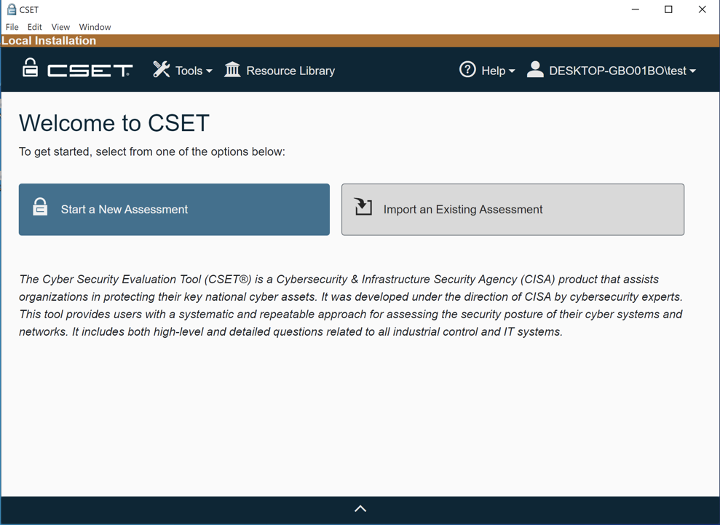 CSET
File Edit View Window
Local Installation
CSET Tools Resource Library Help DESKTOP-GBO01BO\test
Welcome to CSET
To get started, select from one of the options below:
Start a New Assessment Import an Existing Assessment
The Cyber Security Evaluation Tool (CSET®) is a Cybersecurity & Infrastructure Security Agency (CISA) product that assists
organizations in protecting their key national cyber assets. It was developed under the direction of CISA by cybersecurity experts.
This tool provides users with a systematic and repeatable approach for assessing the security posture of their cyber systems and
networks. It includes both high-level and detailed questions related to all industrial control and IT systems.